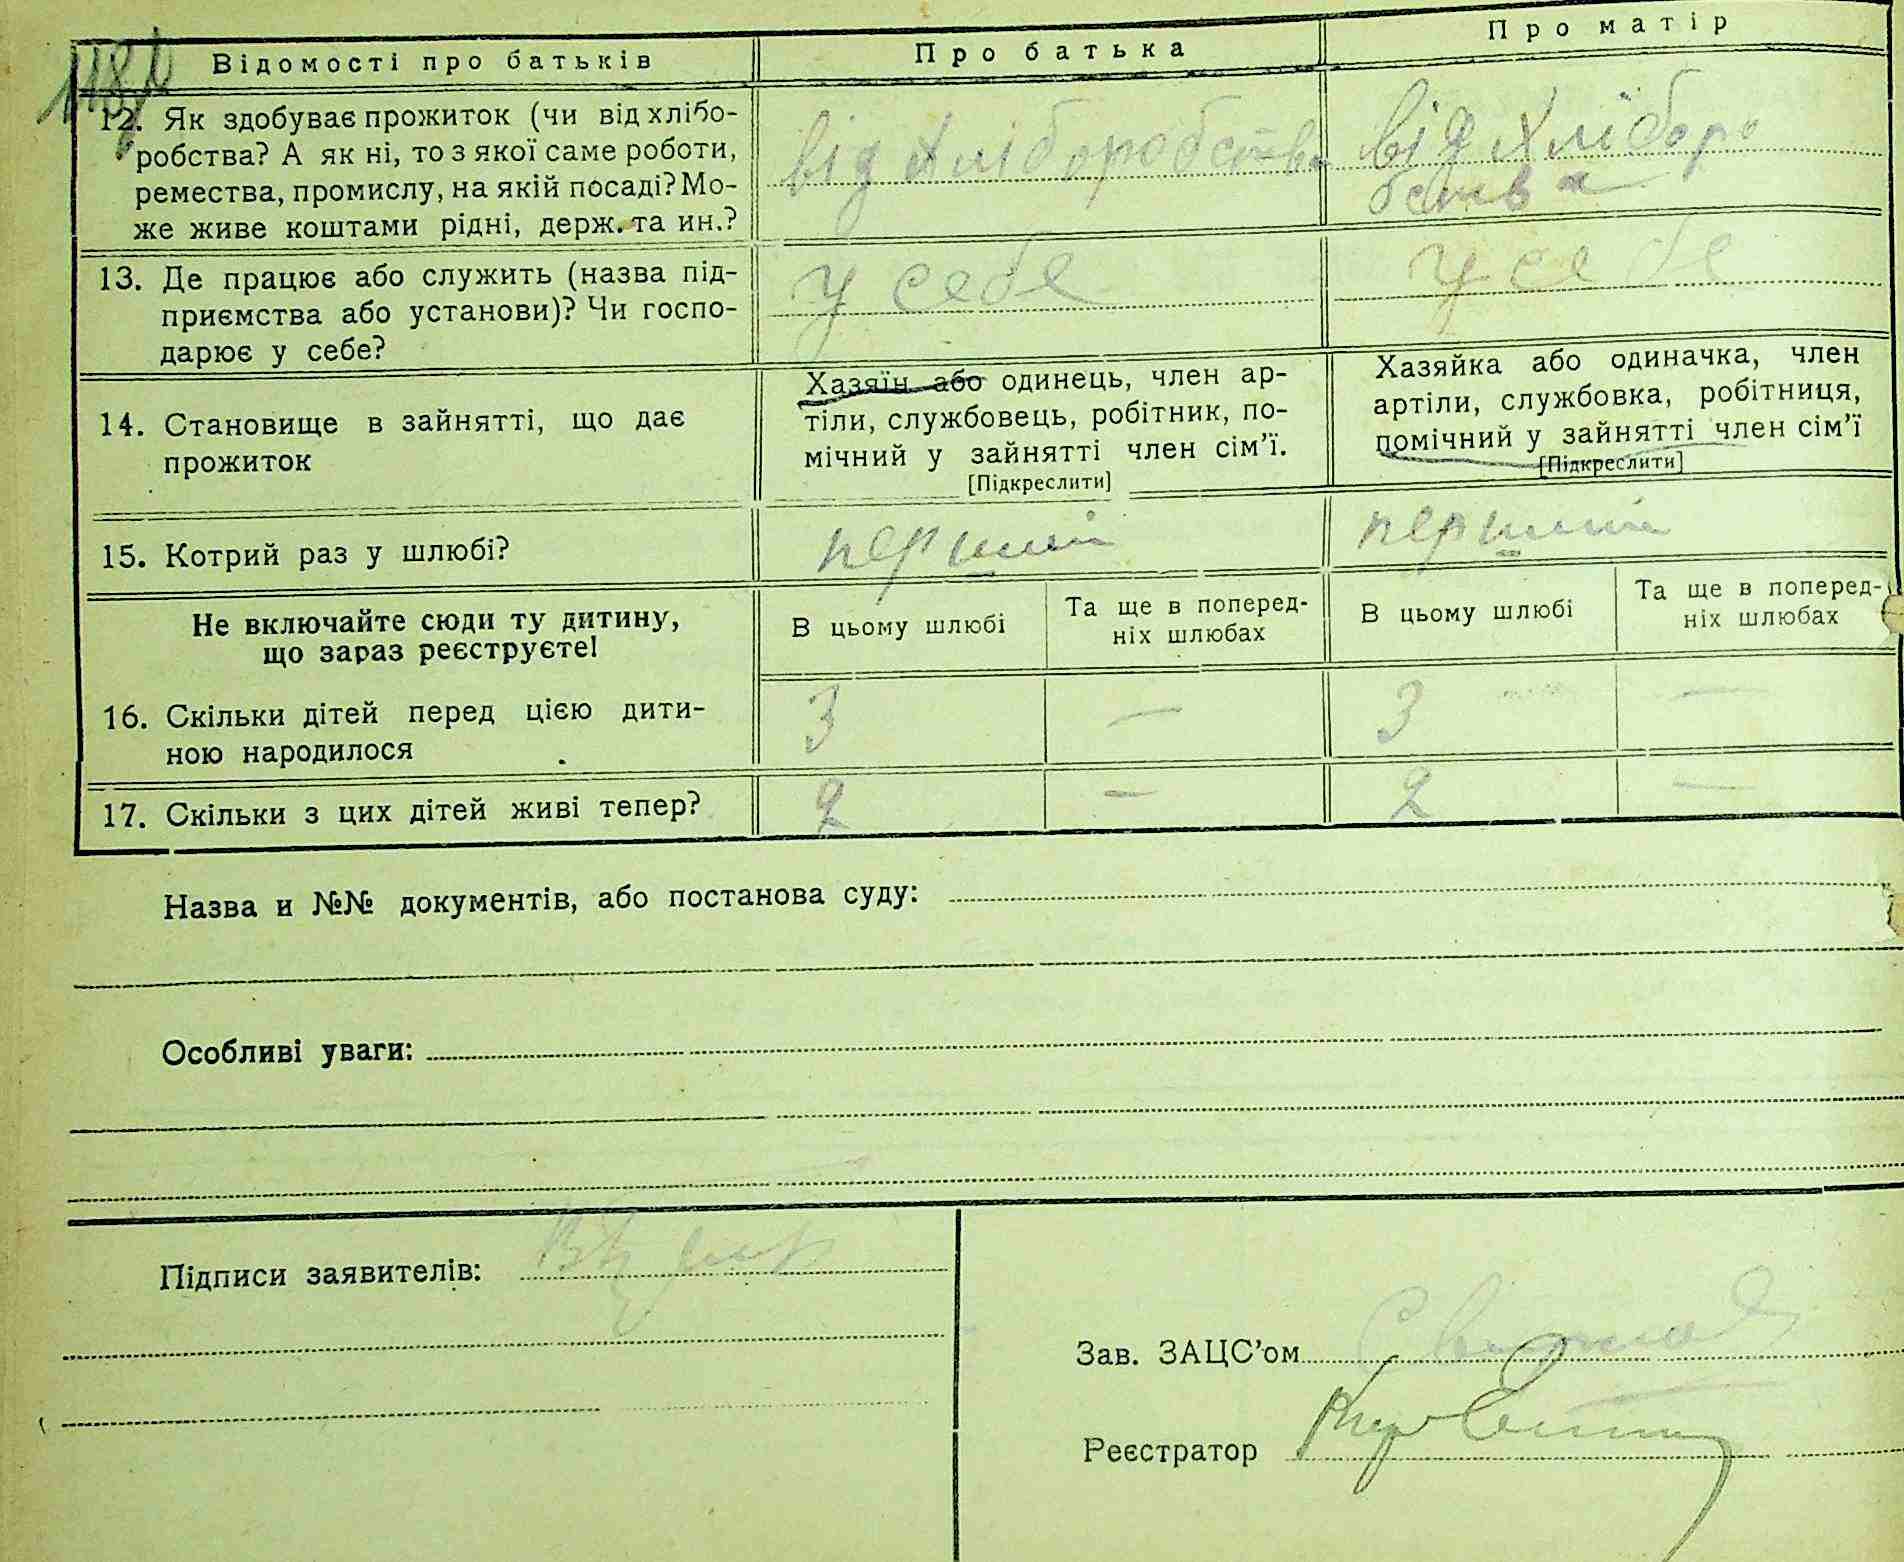 Відомості про батьків
Про батька
Про матір
12. Як здобуває прожиток (чи від хлібо-
робства? А як ні, то з якої саме роботи,
ремества, промислу, на якій посаді? Мо-
же живе коштами рідні, держ. та ин.?
від хліборобства
від хлїборо
бства
13. Де працює або служить (назва під-
приємства або установи)? Чи госпо-
дарює у себе?
у себе
у себе
14. Становище в зайнятті, що дає
прожиток
Хазяїн або одинець, член ар-
тіли, службовець, робітник, по-
мічний у зайнятті член сім’ї.
[Підкреслити]
Хазяйка або одиначка, член
артіли, службовка, робітниця,
помічний у зайнятті член сім’ї
[Підкреслити]
15. Котрий раз у шлюбі?
перший
перший
Не включайте сюди ту дитину,
що зараз реєструєте!
В цьому шлюбі
Та ще в поперед-
ніх шлюбах
В цьому шлюбі
Та ще в поперед-
ніх шлюбах
16. Скільки дітей перед цією дити-
ною народилося
3
—
3
—
17. Скільки з цих дітей живі тепер?
2
—
2
—
Назва и №№ документів, або постанова суду:
Особливі уваги:
Підписи заявителів:
Зав. ЗАЦС’ом
Реєстратор